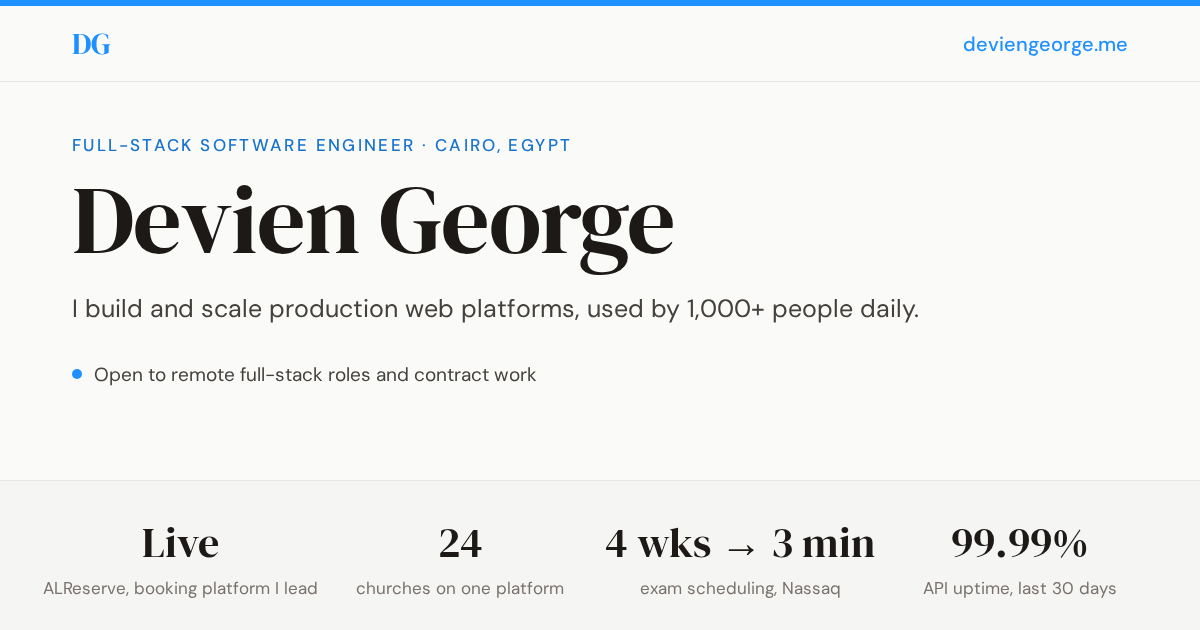 DG
deviengeorge.me
FULL-STACK SOFTWARE ENGINEER · CAIRO, EGYPT
Devien George
I build and scale production web platforms, used by 1,000+ people daily.
Open to remote full-stack roles and contract work
Live
ALReserve, booking platform I lead
24
churches on one platform
4 wks → 3 min
exam scheduling, Nassaq
99.99%
API uptime, last 30 days